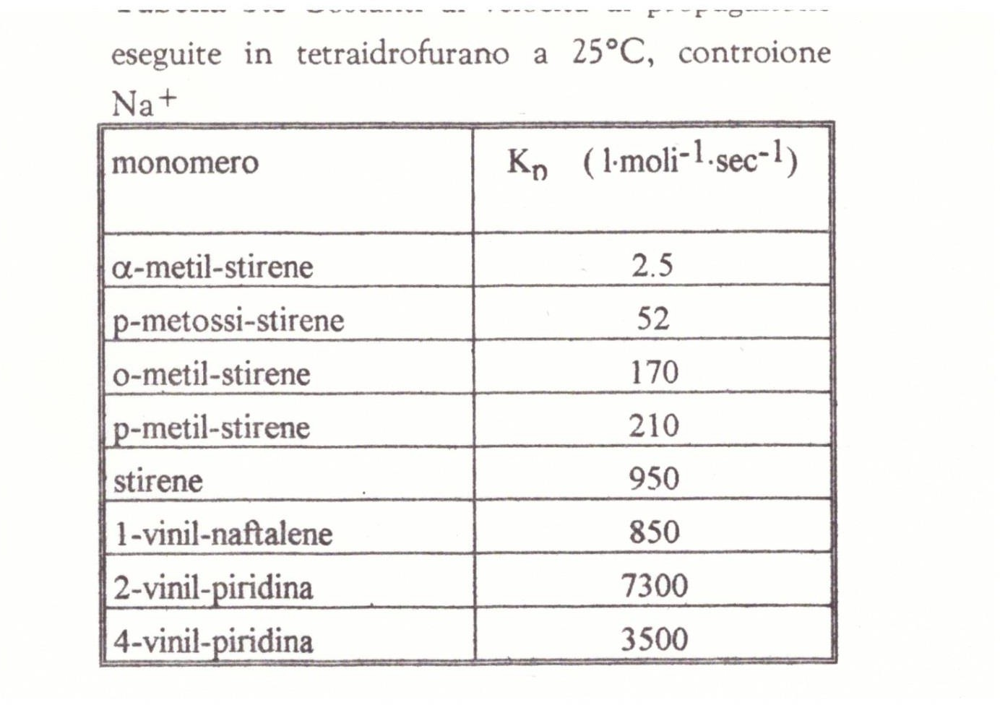 eseguite in tetraidrofurano a 25°C, controione
Na+
monomero Kp (l·moli-1·sec-1)
α-metil-stirene 2.5
p-metossi-stirene 52
o-metil-stirene 170
p-metil-stirene 210
stirene 950
1-vinil-naftalene 850
2-vinil-piridina 7300
4-vinil-piridina 3500